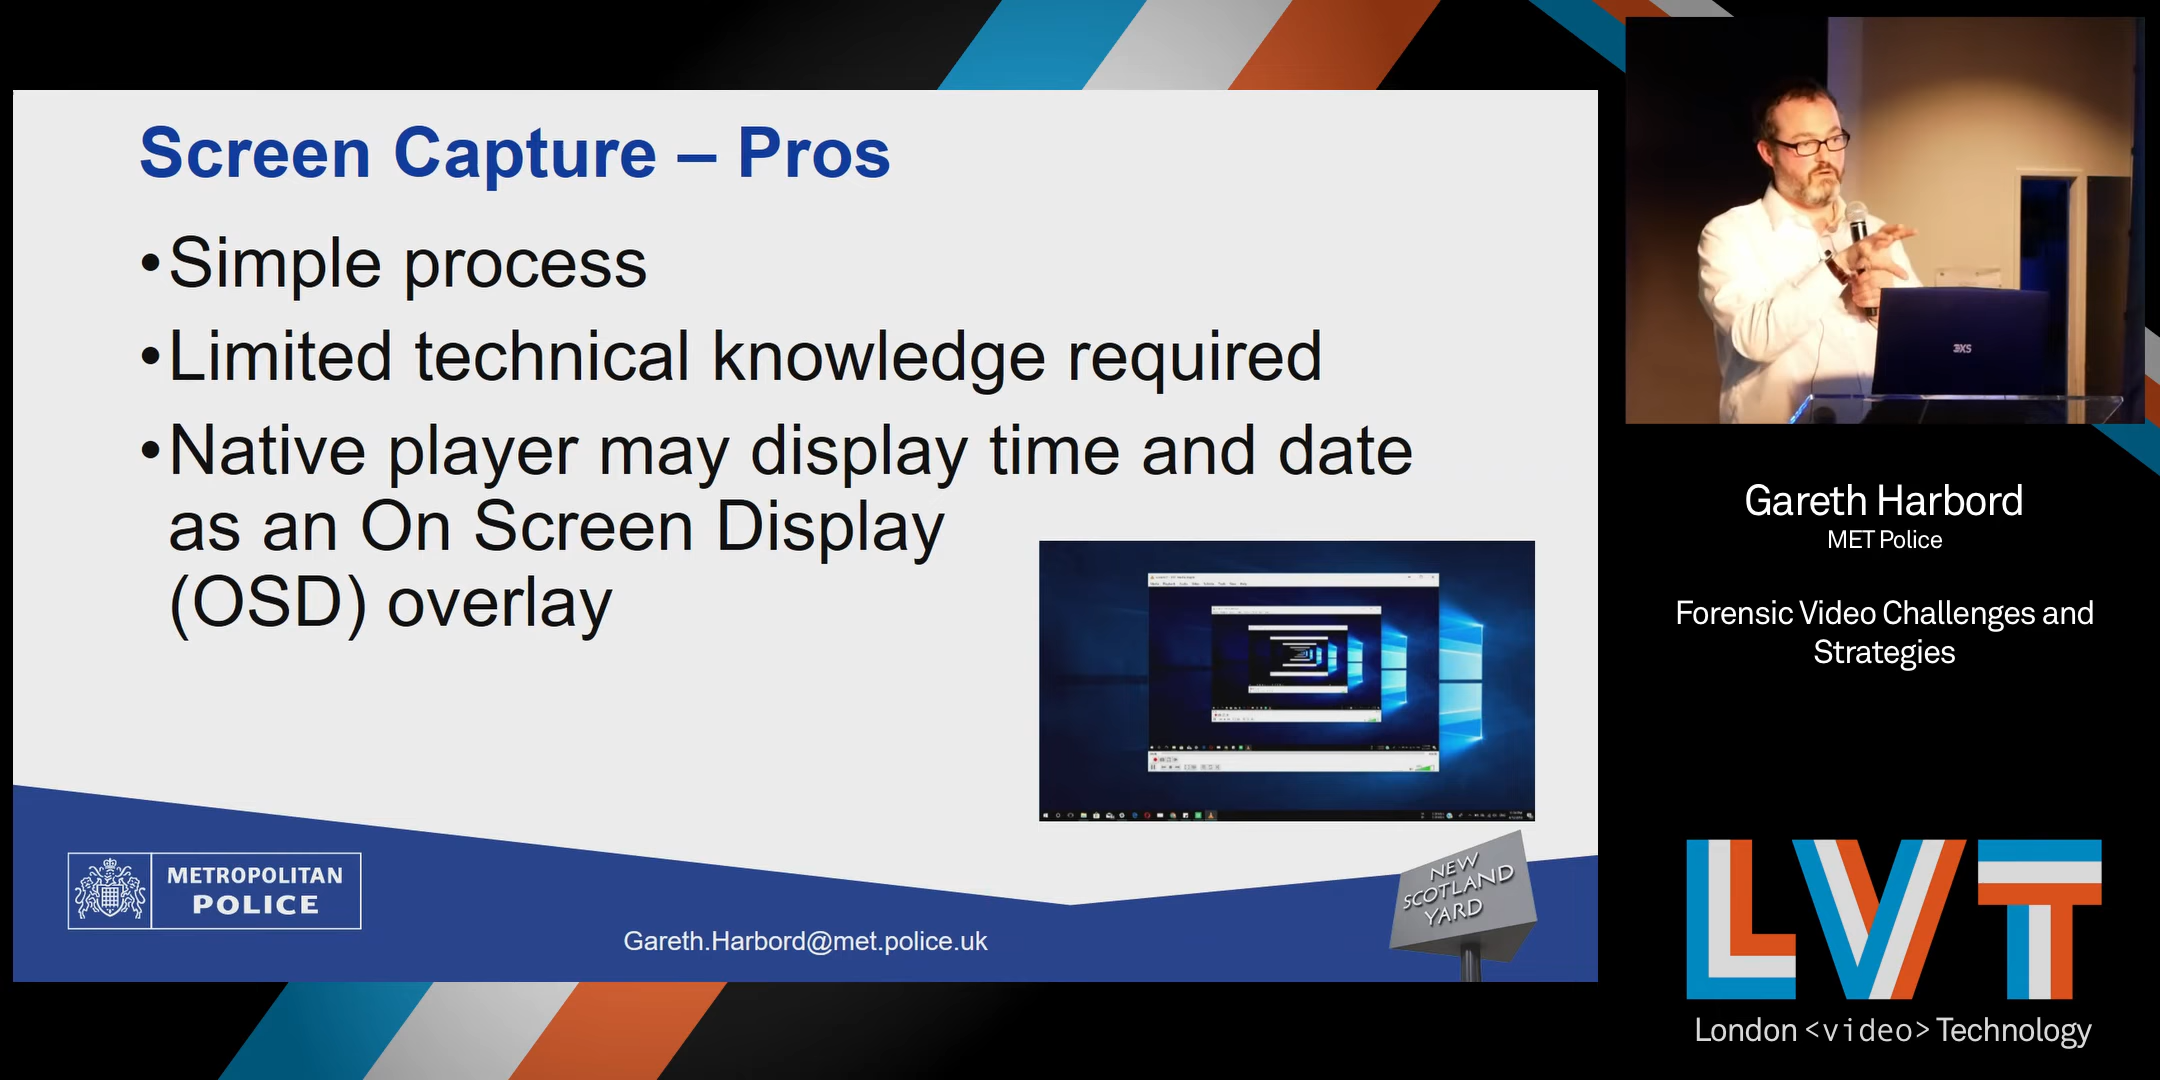 Screen Capture – Pros
•Simple process
•Limited technical knowledge required
•Native player may display time and date
as an On Screen Display
(OSD) overlay
METROPOLITAN
POLICE
Gareth.Harbord@met.police.uk
NEW
SCOTLAND
YARD
3XS
Gareth Harbord
MET Police
Forensic Video Challenges and
Strategies
LVT
London <video> Technology